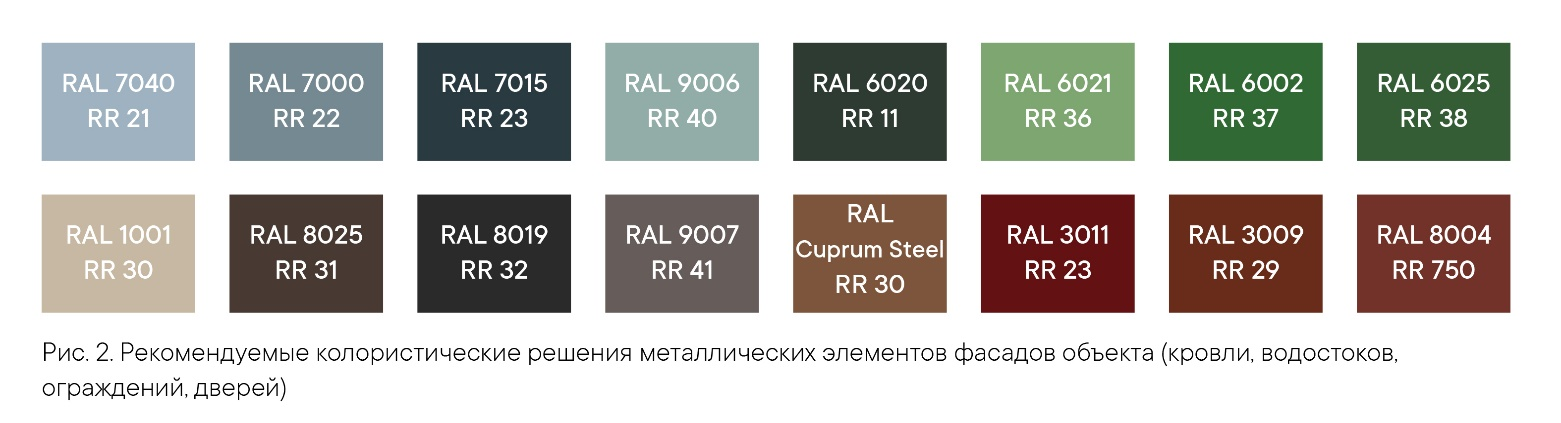 RAL 7040
RR 21
RAL 7000
RR 22
RAL 7015
RR 23
RAL 9006
RR 40
RAL 6020
RR 11
RAL 6021
RR 36
RAL 6002
RR 37
RAL 6025
RR 38
RAL 1001
RR 30
RAL 8025
RR 31
RAL 8019
RR 32
RAL 9007
RR 41
RAL
Cuprum Steel
RR 30
RAL 3011
RR 23
RAL 3009
RR 29
RAL 8004
RR 750
Рис. 2. Рекомендуемые колористические решения металлических элементов фасадов объекта (кровли, водостоков,
ограждений, дверей)